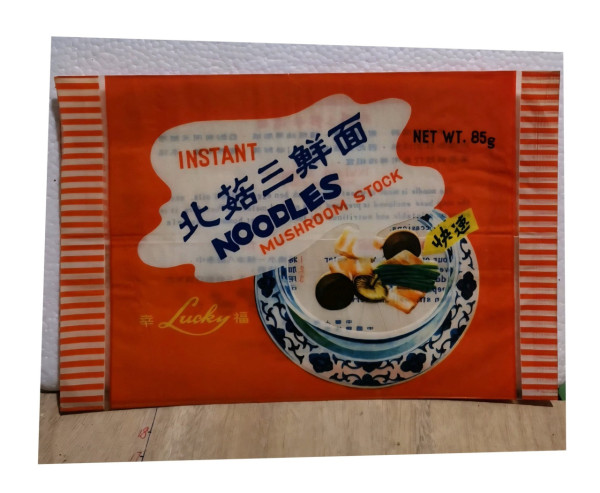 INSTANT
北菇三鮮面
NOODLES
MUSHROOM STOCK
NET WT. 85g
快速
幸 Lucky 福